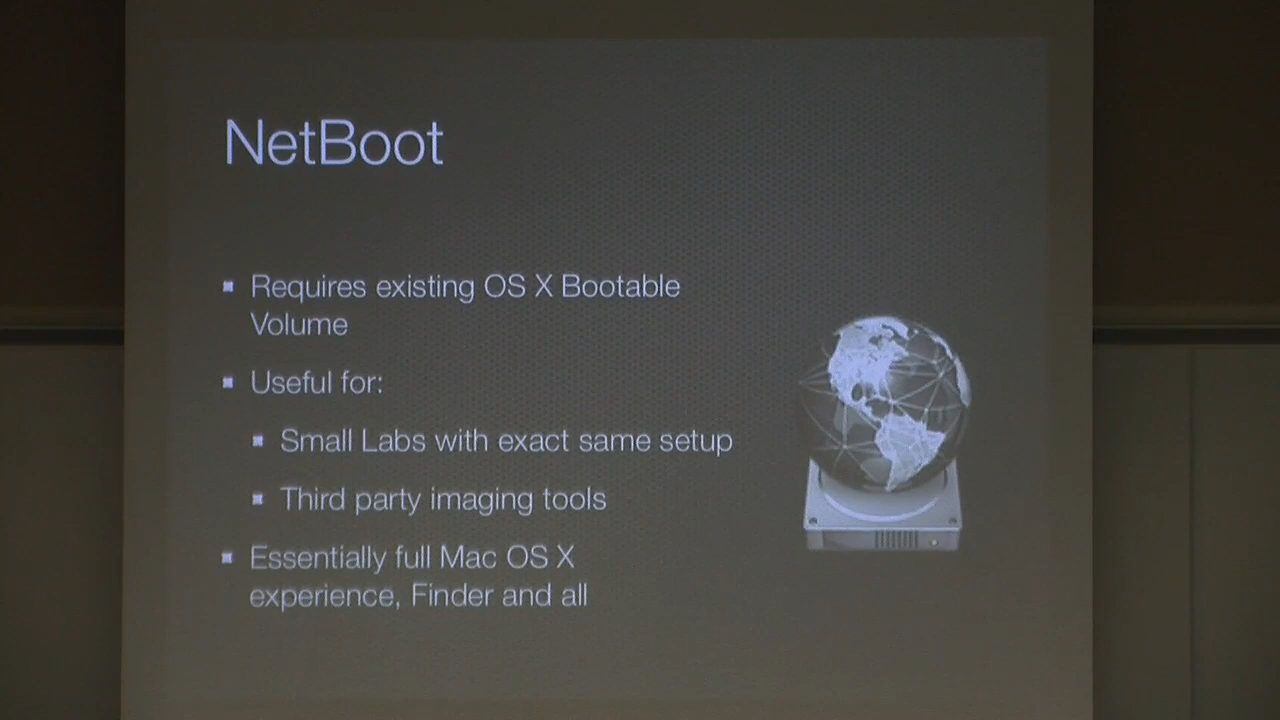 NetBoot
Requires existing OS X Bootable
Volume
Useful for:
Small Labs with exact same setup
Third party imaging tools
Essentially full Mac OS X
experience, Finder and all